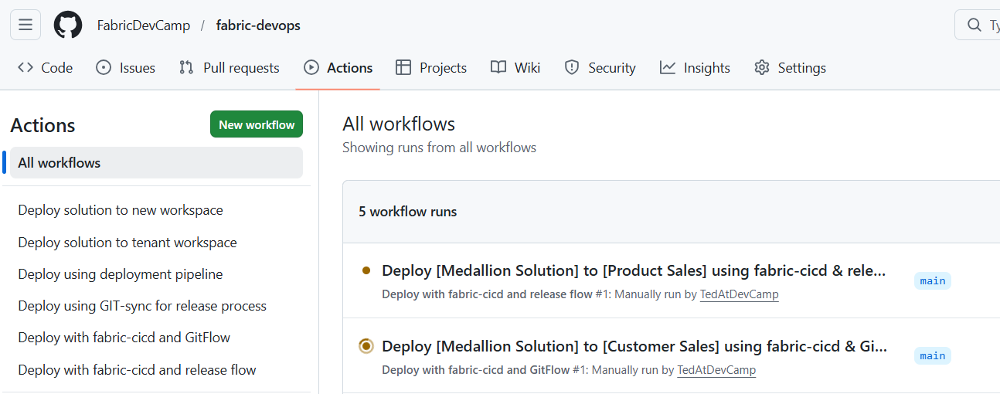 FabricDevCamp / fabric-devops
Ty
Code Issues Pull requests Actions Projects Wiki Security Insights Settings
Actions
New workflow
All workflows
Deploy solution to new workspace
Deploy solution to tenant workspace
Deploy using deployment pipeline
Deploy using GIT-sync for release process
Deploy with fabric-cicd and GitFlow
Deploy with fabric-cicd and release flow
All workflows
Showing runs from all workflows
5 workflow runs
Deploy [Medallion Solution] to [Product Sales] using fabric-cicd & rele...
main
Deploy with fabric-cicd and release flow #1: Manually run by TedAtDevCamp
Deploy [Medallion Solution] to [Customer Sales] using fabric-cicd & Gi...
main
Deploy with fabric-cicd and GitFlow #1: Manually run by TedAtDevCamp